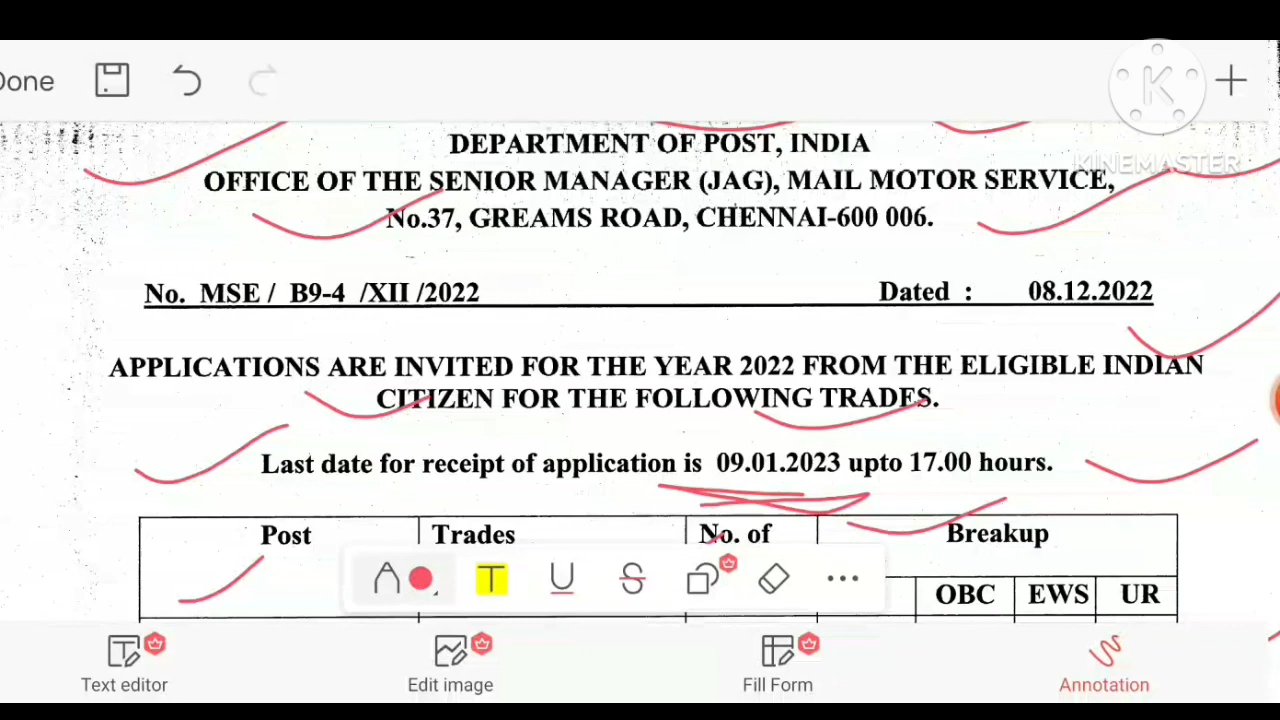 Done
KINEMASTER
DEPARTMENT OF POST, INDIA
OFFICE OF THE SENIOR MANAGER (JAG), MAIL MOTOR SERVICE,
No.37, GREAMS ROAD, CHENNAI-600 006.
No. MSE / B9-4 /XII /2022 Dated : 08.12.2022
APPLICATIONS ARE INVITED FOR THE YEAR 2022 FROM THE ELIGIBLE INDIAN
CITIZEN FOR THE FOLLOWING TRADES.
Last date for receipt of application is 09.01.2023 upto 17.00 hours.
Post Trades No. of Breakup
OBC EWS UR
Text editor Edit image Fill Form Annotation